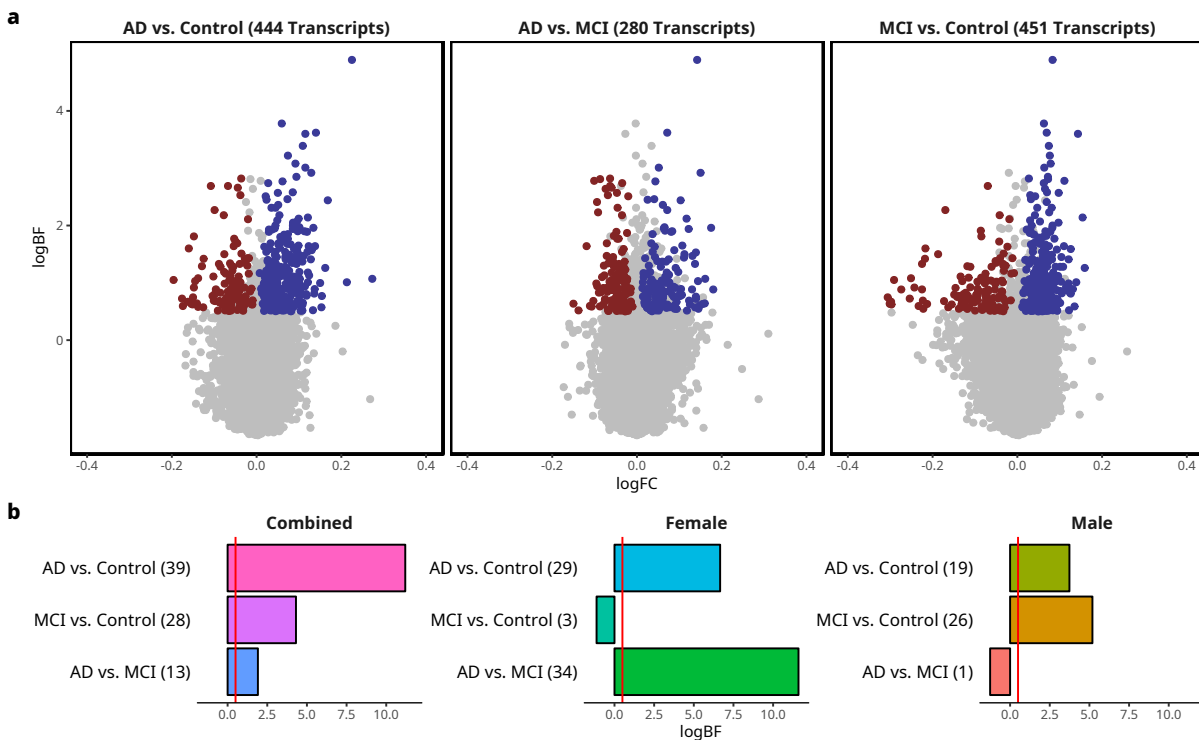 a
AD vs. Control (444 Transcripts)
AD vs. MCI (280 Transcripts)
MCI vs. Control (451 Transcripts)
logBF
4
2
0
-0.4 -0.2 0.0 0.2 0.4
-0.4 -0.2 0.0 0.2 0.4
-0.4 -0.2 0.0 0.2 0.4
logFC
b
Combined
AD vs. Control (39)
MCI vs. Control (28)
AD vs. MCI (13)
0.0 2.5 5.0 7.5 10.0
Female
AD vs. Control (29)
MCI vs. Control (3)
AD vs. MCI (34)
0.0 2.5 5.0 7.5 10.0
logBF
Male
AD vs. Control (19)
MCI vs. Control (26)
AD vs. MCI (1)
0.0 2.5 5.0 7.5 10.0